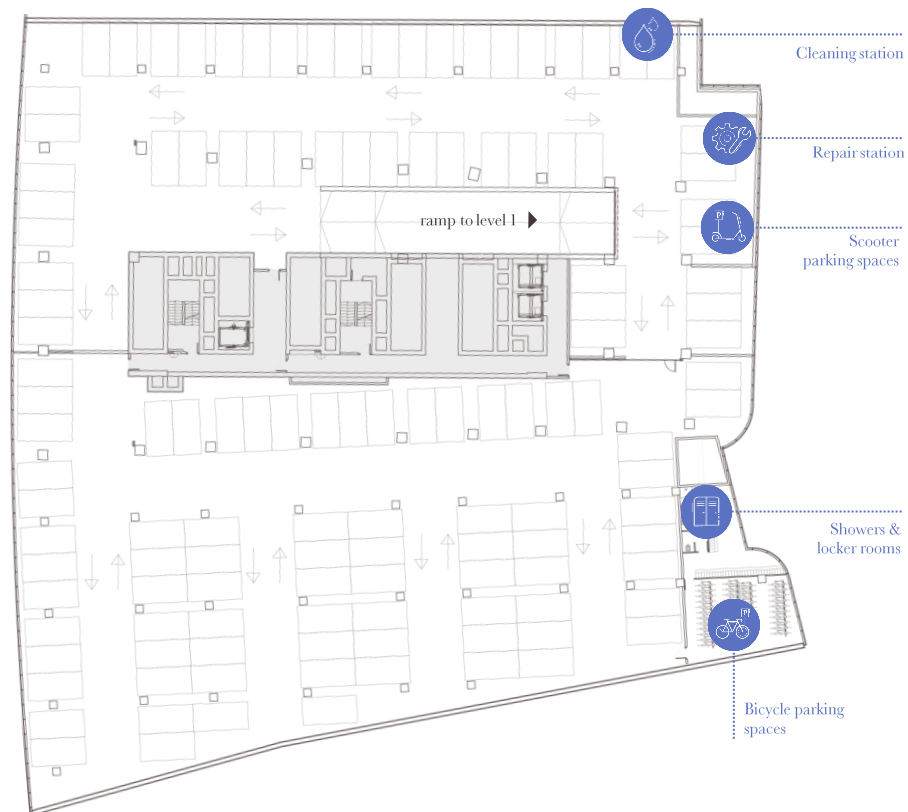 Cleaning station
Repair station
ramp to level 1
Scooter
parking spaces
Showers &
locker rooms
Bicycle parking
spaces